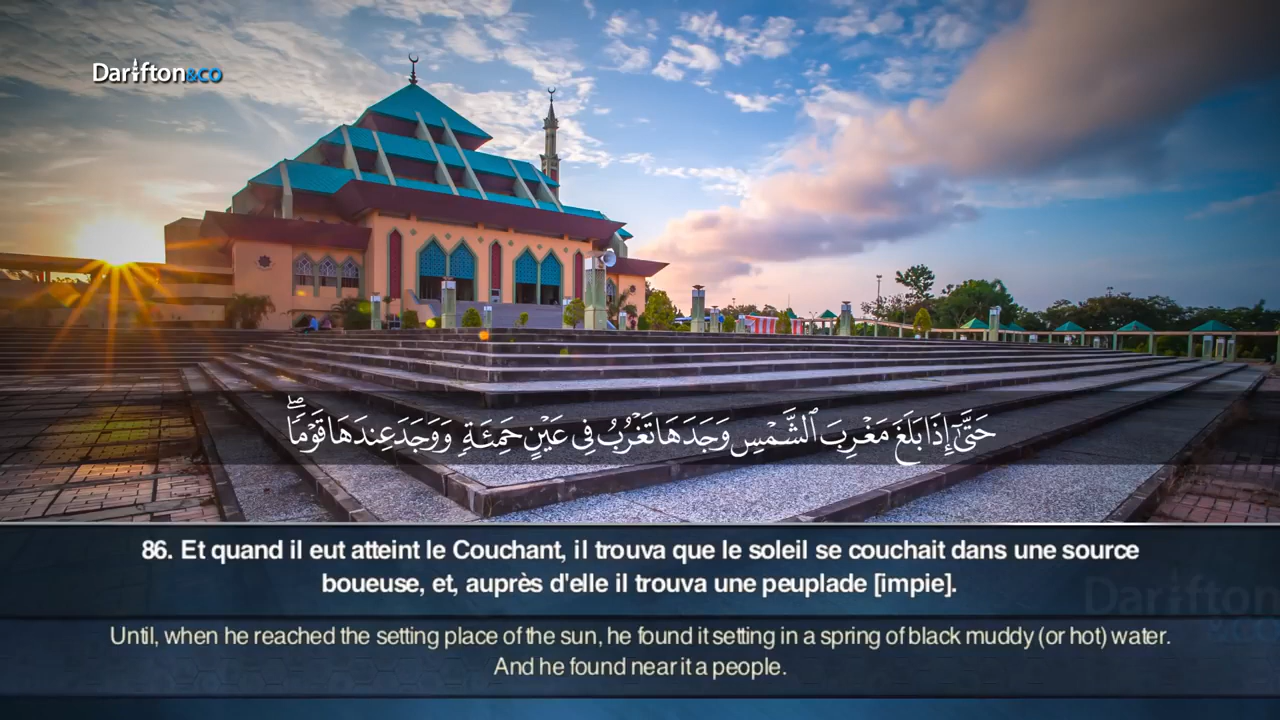 Darifton&co
حَتَّىٰٓ إِذَا بَلَغَ مَغْرِبَ ٱلشَّمْسِ وَجَدَهَا تَغْرُبُ فِى عَيْنٍ حَمِئَةٍ وَوَجَدَ عِندَهَا قَوْمًا ۖ
86. Et quand il eut atteint le Couchant, il trouva que le soleil se couchait dans une source
boueuse, et, auprès d'elle il trouva une peuplade [impie].
Darifton
&co
Until, when he reached the setting place of the sun, he found it setting in a spring of black muddy (or hot) water.
And he found near it a people.